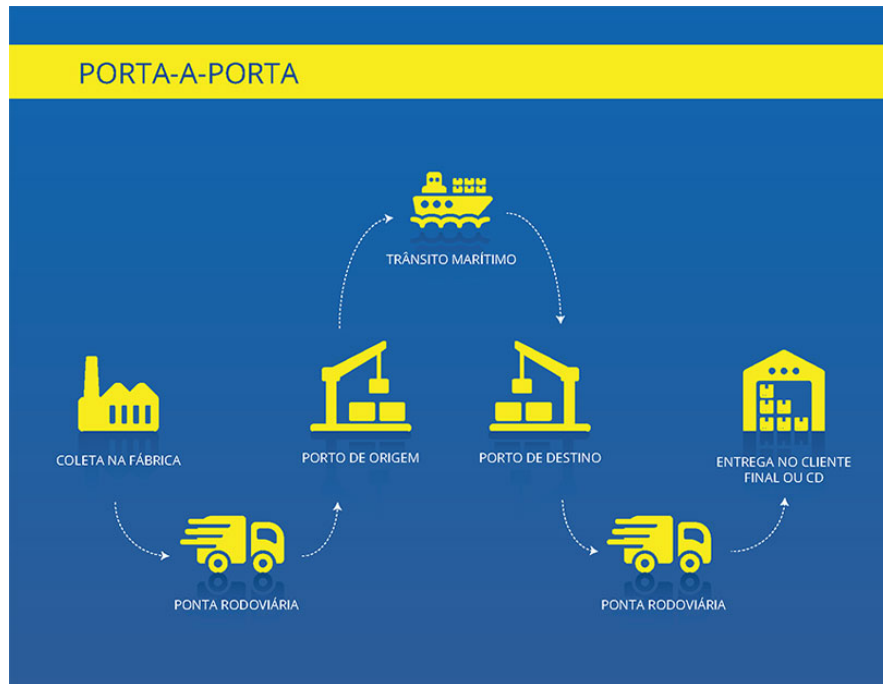 PORTA-A-PORTA
TRÂNSITO MARÍTIMO
COLETA NA FÁBRICA
PORTO DE ORIGEM
PORTO DE DESTINO
ENTREGA NO CLIENTE
FINAL OU CD
PONTA RODOVIÁRIA
PONTA RODOVIÁRIA